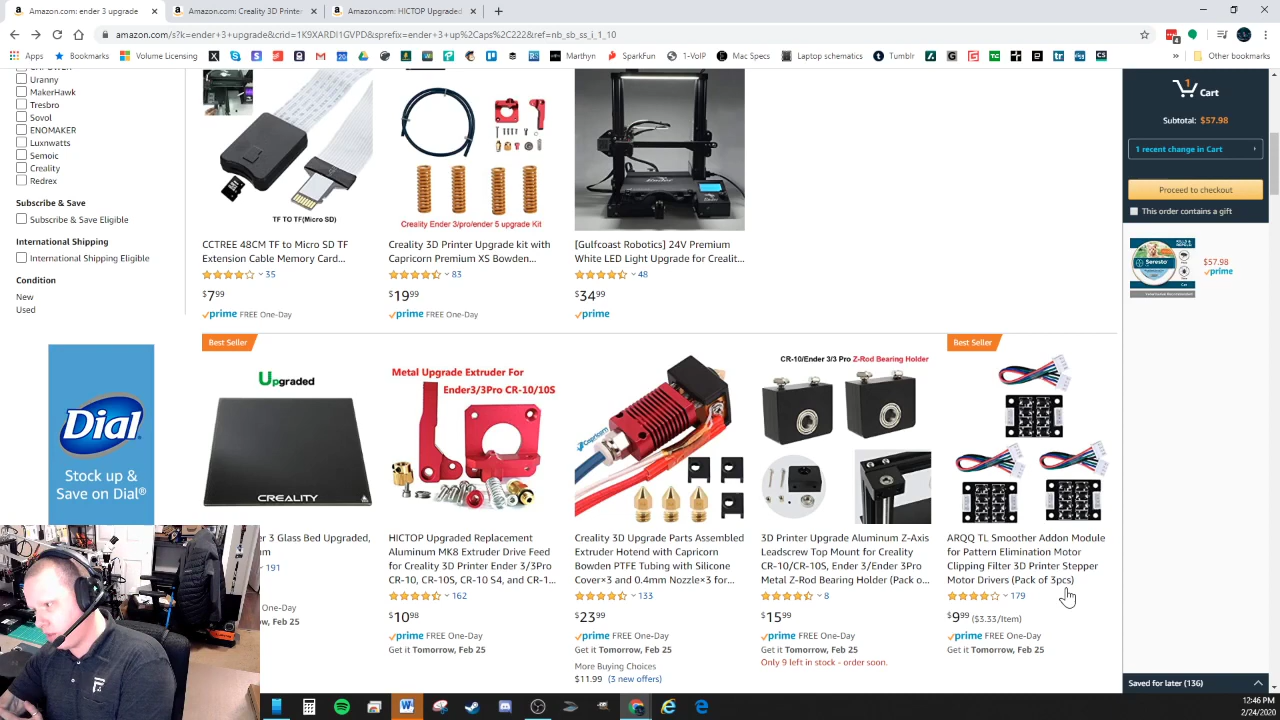 Amazon.com: ender 3 upgrade
Amazon.com: Creality 3D Printer
Amazon.com: HICTOP Upgraded
amazon.com/s?k=ender+3+upgrade&crid=1K9XARDI1GVPD&sprefix=ender+3+up%2Caps%2C222&ref=nb_sb_ss_i_1_10
Apps
Bookmarks
Volume Licensing
Marthyn
SparkFun
1-VoIP
Mac Specs
Laptop schematics
Tumblr
Other bookmarks
Uranny
MakerHawk
Tresbro
Sovol
ENOMAKER
Luxnwatts
Semoic
Creality
Redrex
Subscribe & Save
Subscribe & Save Eligible
International Shipping
International Shipping Eligible
Condition
New
Used
TF TO TF(Micro SD)
CCTREE 48CM TF to Micro SD TF
Extension Cable Memory Card...
35
$7 99
prime FREE One-Day
Creality Ender 3/pro/ender 5 upgrade Kit
Creality 3D Printer Upgrade kit with
Capricorn Premium XS Bowden...
83
$19 99
prime FREE One-Day
[Gulfcoast Robotics] 24V Premium
White LED Light Upgrade for Crealit...
48
$34 99
prime
1
Cart
Subtotal: $57.98
1 recent change in Cart
Proceed to checkout
This order contains a gift
Seresto
Cat
$57.98
prime
Best Seller
Upgraded
CREALITY
r 3 Glass Bed Upgraded,
m
191
One-Day
w, Feb 25
Metal Upgrade Extruder For
Ender3/3Pro CR-10/10S
HICTOP Upgraded Replacement
Aluminum MK8 Extruder Drive Feed
for Creality 3D Printer Ender 3/3Pro
CR-10, CR-10S, CR-10 S4, and CR-1...
162
$10 98
prime FREE One-Day
Get it Tomorrow, Feb 25
Capricorn
Creality 3D Upgrade Parts Assembled
Extruder Hotend with Capricorn
Bowden PTFE Tubing with Silicone
Cover×3 and 0.4mm Nozzle×3 for...
133
$23 99
prime FREE One-Day
Get it Tomorrow, Feb 25
More Buying Choices
$11.99 (3 new offers)
CR-10/Ender 3/3 Pro Z-Rod Bearing Holder
3D Printer Upgrade Aluminum Z-Axis
Leadscrew Top Mount for Creality
CR-10/CR-10S, Ender 3/Ender 3Pro
Metal Z-Rod Bearing Holder (Pack o...
8
$15 99
prime FREE One-Day
Get it Tomorrow, Feb 25
Only 9 left in stock - order soon.
Best Seller
ARQQ TL Smoother Addon Module
for Pattern Elimination Motor
Clipping Filter 3D Printer Stepper
Motor Drivers (Pack of 3pcs)
179
$9 99 ($3.33/Item)
prime FREE One-Day
Get it Tomorrow, Feb 25
Dial
Stock up &
Save on Dial®
Saved for later (136)
12:46 PM
2/24/2020